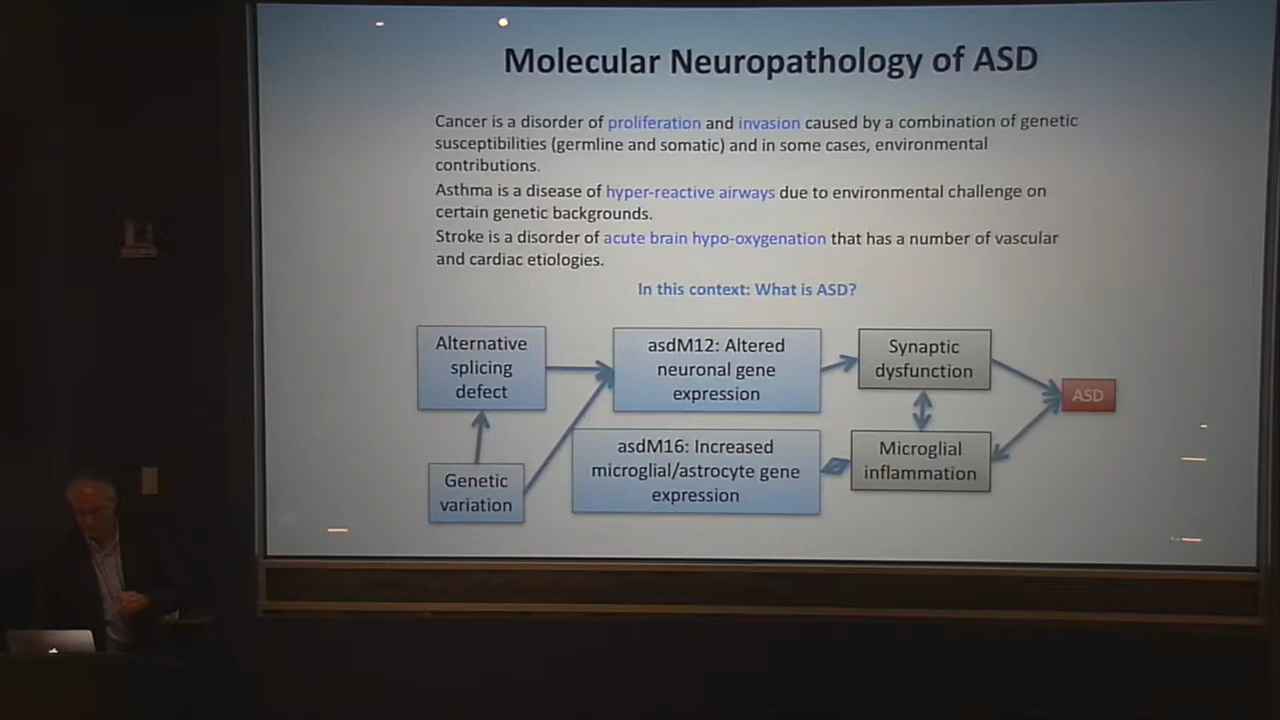 Molecular Neuropathology of ASD
Cancer is a disorder of proliferation and invasion caused by a combination of genetic
susceptibilities (germline and somatic) and in some cases, environmental
contributions.
Asthma is a disease of hyper-reactive airways due to environmental challenge on
certain genetic backgrounds.
Stroke is a disorder of acute brain hypo-oxygenation that has a number of vascular
and cardiac etiologies.
In this context: What is ASD?
Alternative
splicing
defect
asdM12: Altered
neuronal gene
expression
Synaptic
dysfunction
ASD
Genetic
variation
asdM16: Increased
microglial/astrocyte gene
expression
Microglial
inflammation